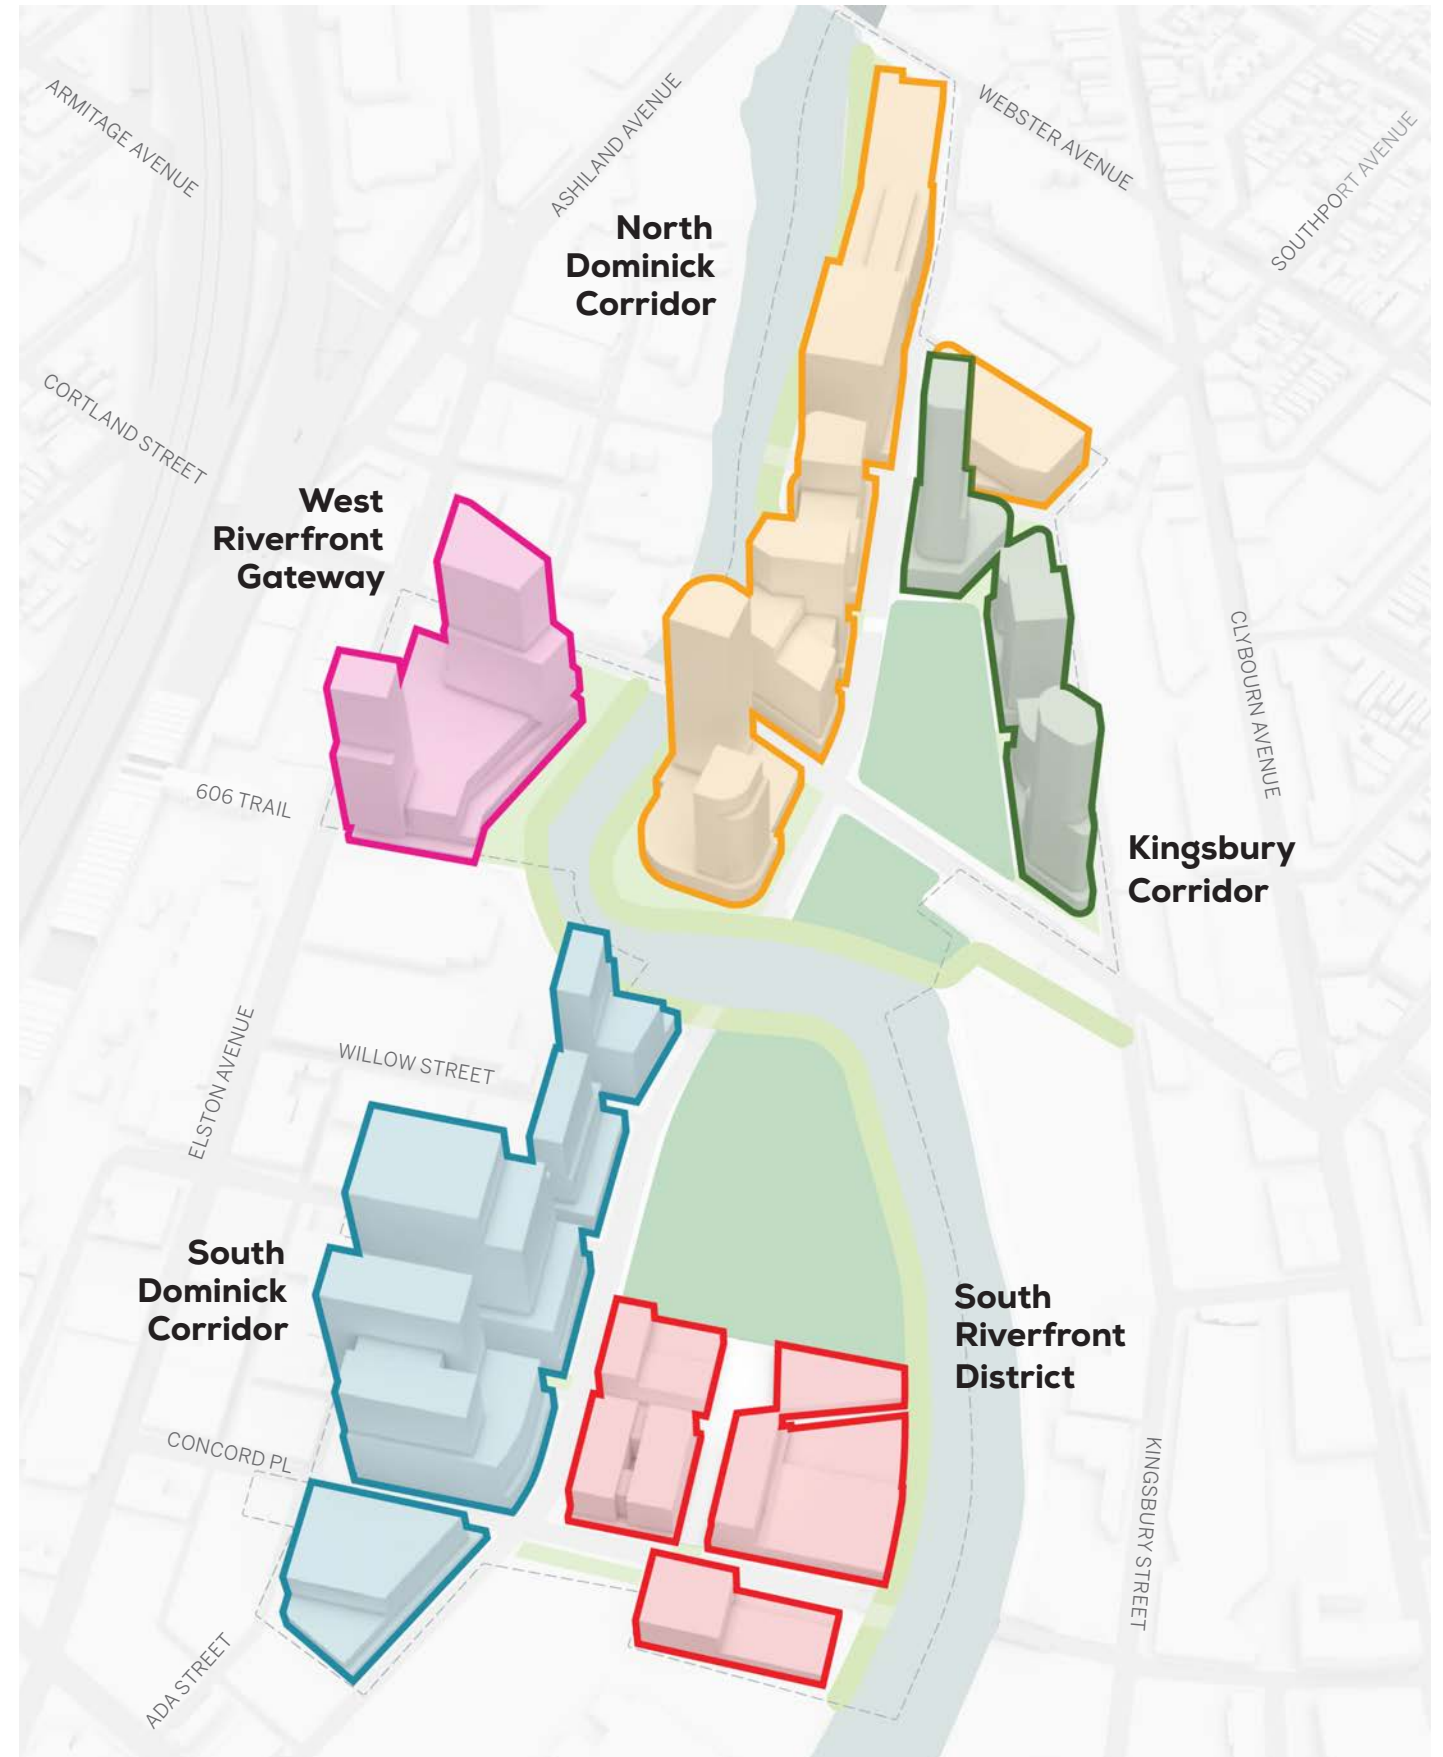 ARMITAGE AVENUE
ASHILAND AVENUE
WEBSTER AVENUE
SOUTHPORT AVENUE
North
Dominick
Corridor
CORTLAND STREET
West
Riverfront
Gateway
CLYBOURN AVENUE
606 TRAIL
Kingsbury
Corridor
ELSTON AVENUE
WILLOW STREET
South
Dominick
Corridor
South
Riverfront
District
CONCORD PL
KINGSBURY STREET
ADA STREET